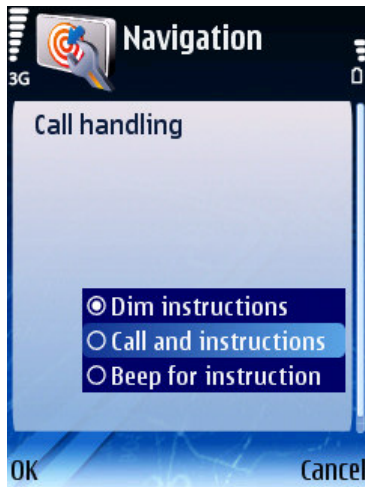 Navigation
3G
Call handling
Dim instructions
Call and instructions
Beep for instruction
OK
Cancel